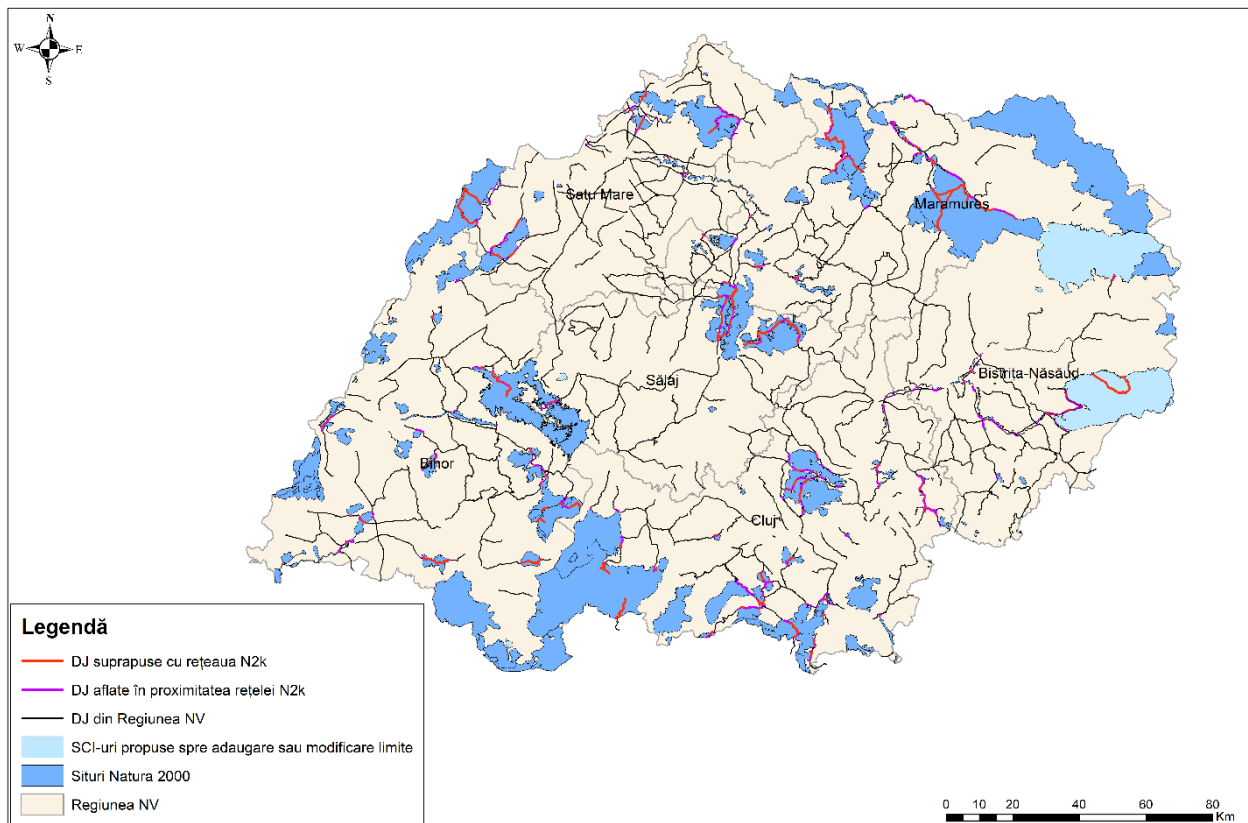 N
W E
S
Satu Mare
Maramureș
Sălaj
Bistrița-Năsăud
Bihor
Cluj
Legendă
DJ suprapuse cu rețeaua N2k
DJ aflate în proximitatea rețelei N2k
DJ din Regiunea NV
SCI-uri propuse spre adaugare sau modificare limite
Situri Natura 2000
Regiunea NV
0 5 10 20 40 60 80
Km